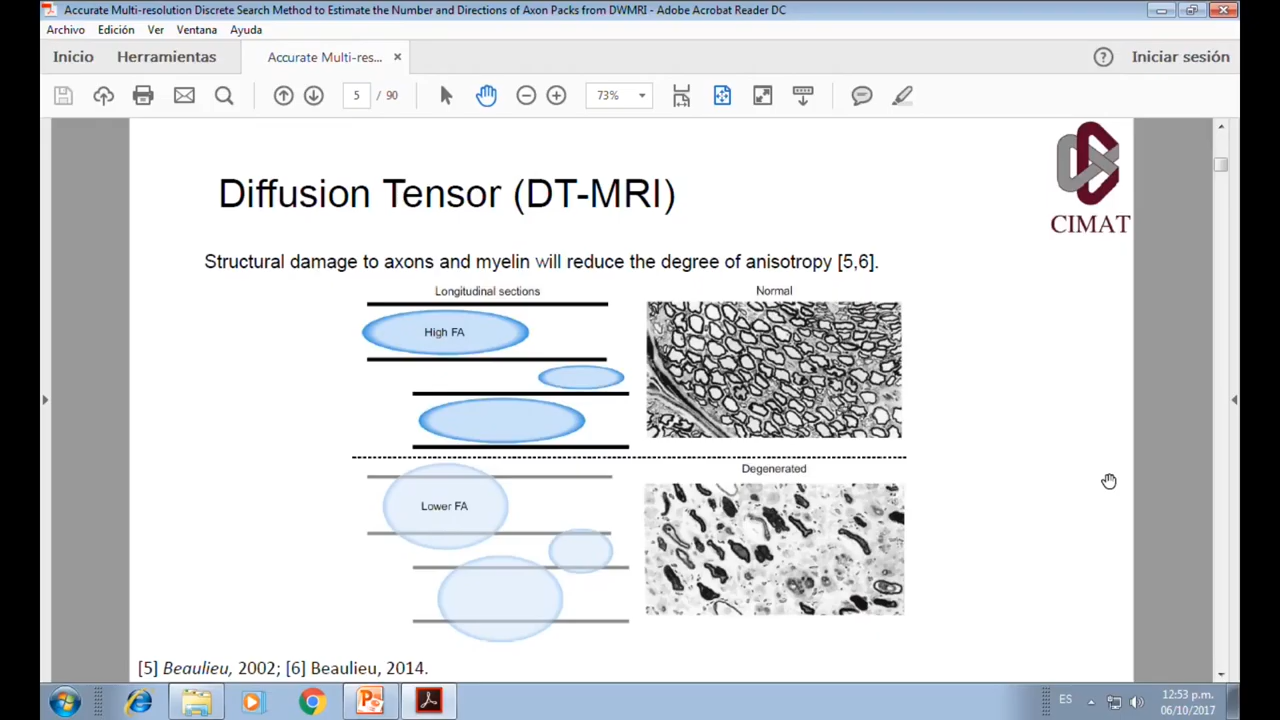 Accurate Multi-resolution Discrete Search Method to Estimate the Number and Directions of Axon Packs from DWMRI - Adobe Acrobat Reader DC
Archivo Edición Ver Ventana Ayuda
Inicio Herramientas Accurate Multi-res... × ? Iniciar sesión
5 / 90 73%
CIMAT
Diffusion Tensor (DT-MRI)
Structural damage to axons and myelin will reduce the degree of anisotropy [5,6].
Longitudinal sections Normal
High FA
Degenerated
Lower FA
[5] Beaulieu, 2002; [6] Beaulieu, 2014.
ES 12:53 p.m.
06/10/2017